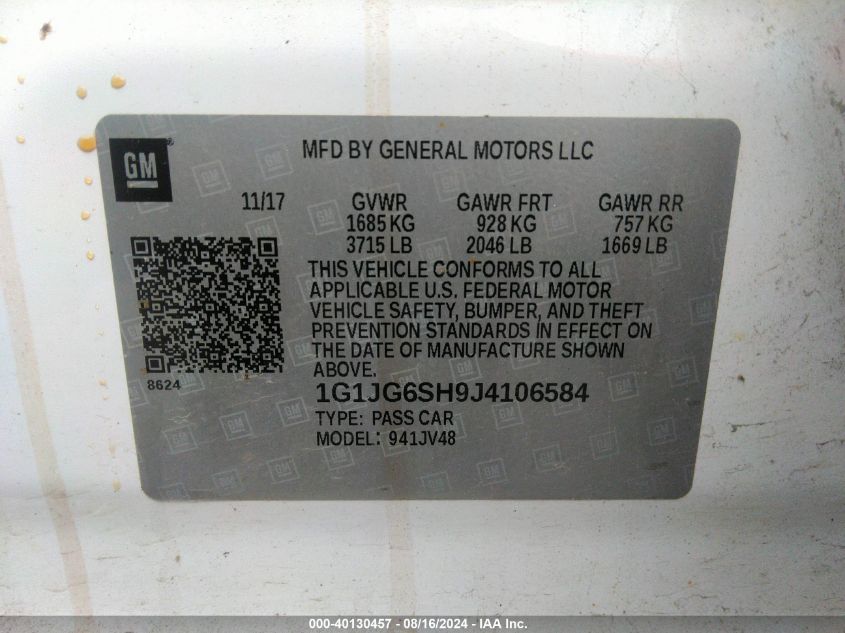 GM
MFD BY GENERAL MOTORS LLC
11/17 GVWR GAWR FRT GAWR RR
1685 KG 928 KG 757 KG
3715 LB 2046 LB 1669 LB
THIS VEHICLE CONFORMS TO ALL
APPLICABLE U.S. FEDERAL MOTOR
VEHICLE SAFETY, BUMPER, AND THEFT
PREVENTION STANDARDS IN EFFECT ON
THE DATE OF MANUFACTURE SHOWN
ABOVE.
8624
1G1JG6SH9J4106584
TYPE: PASS CAR
MODEL: 941JV48
000-40130457 - 08/16/2024 - IAA Inc.